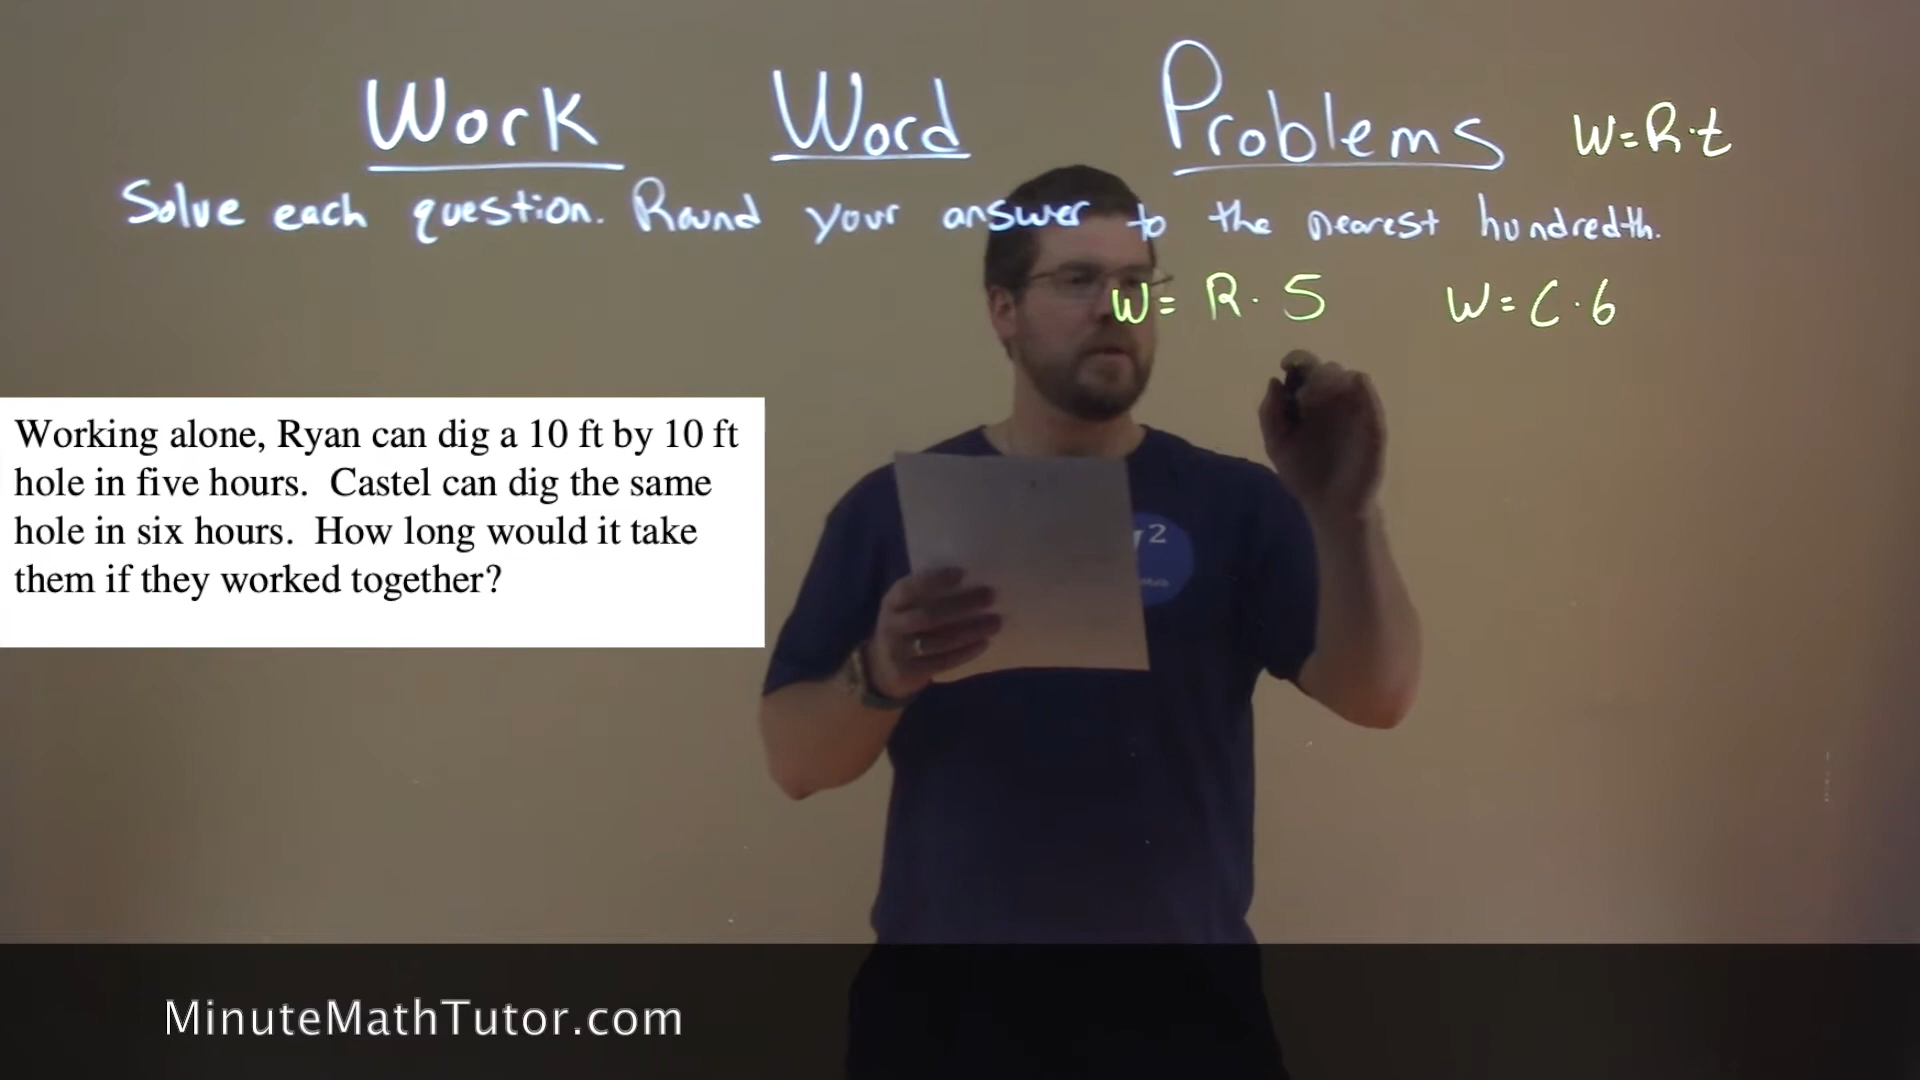 Work Word Problems W=R·t
Solve each question. Round your answer to the nearest hundredth.
W= R· 5 W=C·6
Working alone, Ryan can dig a 10 ft by 10 ft
hole in five hours. Castel can dig the same
hole in six hours. How long would it take
them if they worked together?
2
MinuteMathTutor.com